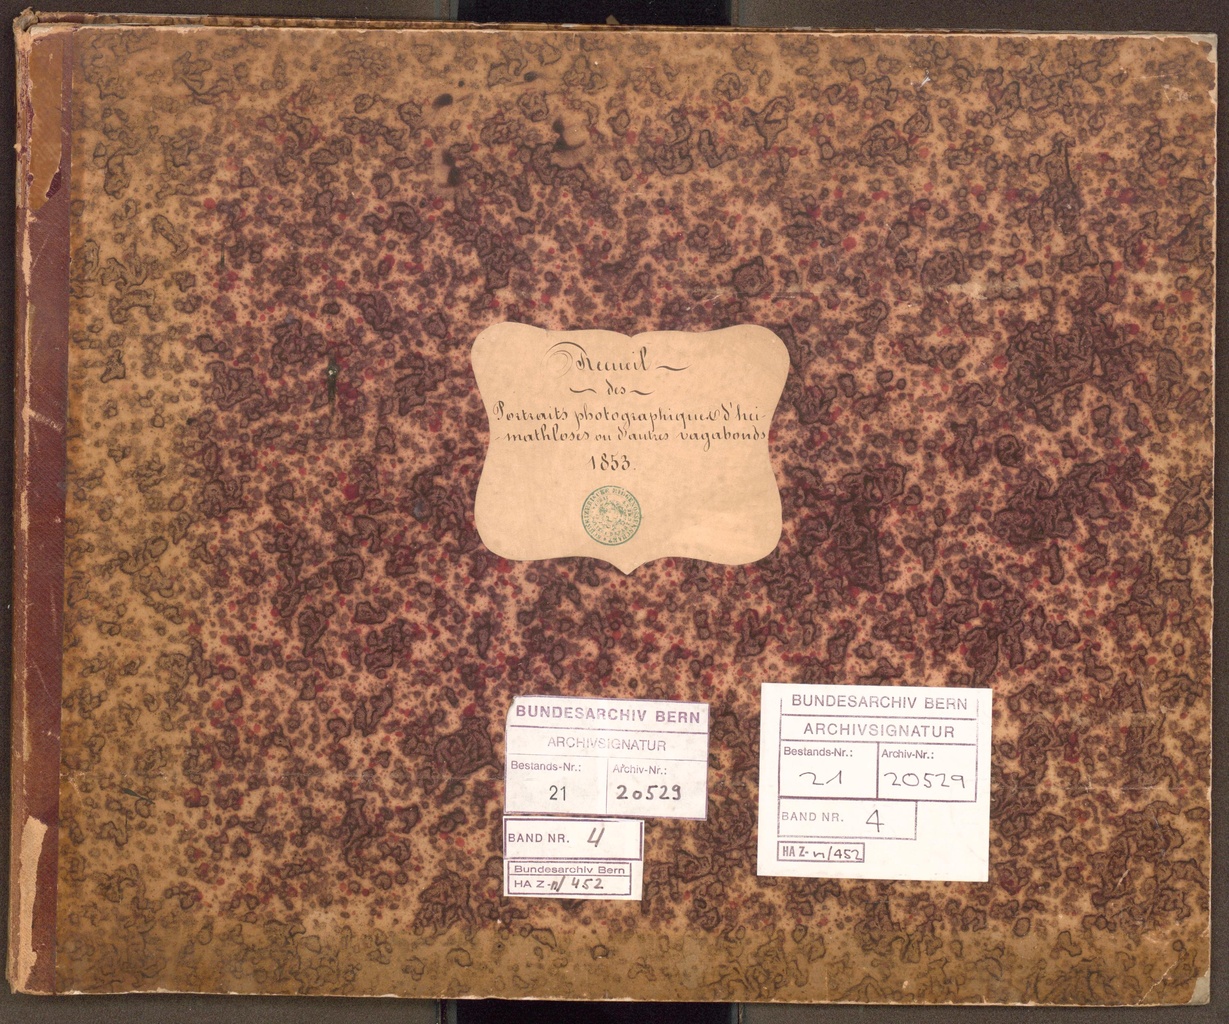 Recueil
des
Portraits photographiques d'hei-
mathloses ou d'autres vagabonds
1853.
BUNDESARCHIV BERN
ARCHIVSIGNATUR
Bestands-Nr.: Archiv-Nr.:
21 20529
BAND NR. 4
Bundesarchiv Bern
HA Z-n/452
BUNDESARCHIV BERN
ARCHIVSIGNATUR
Bestands-Nr.: Archiv-Nr.:
21 20529
BAND NR. 4
HA Z-n/452